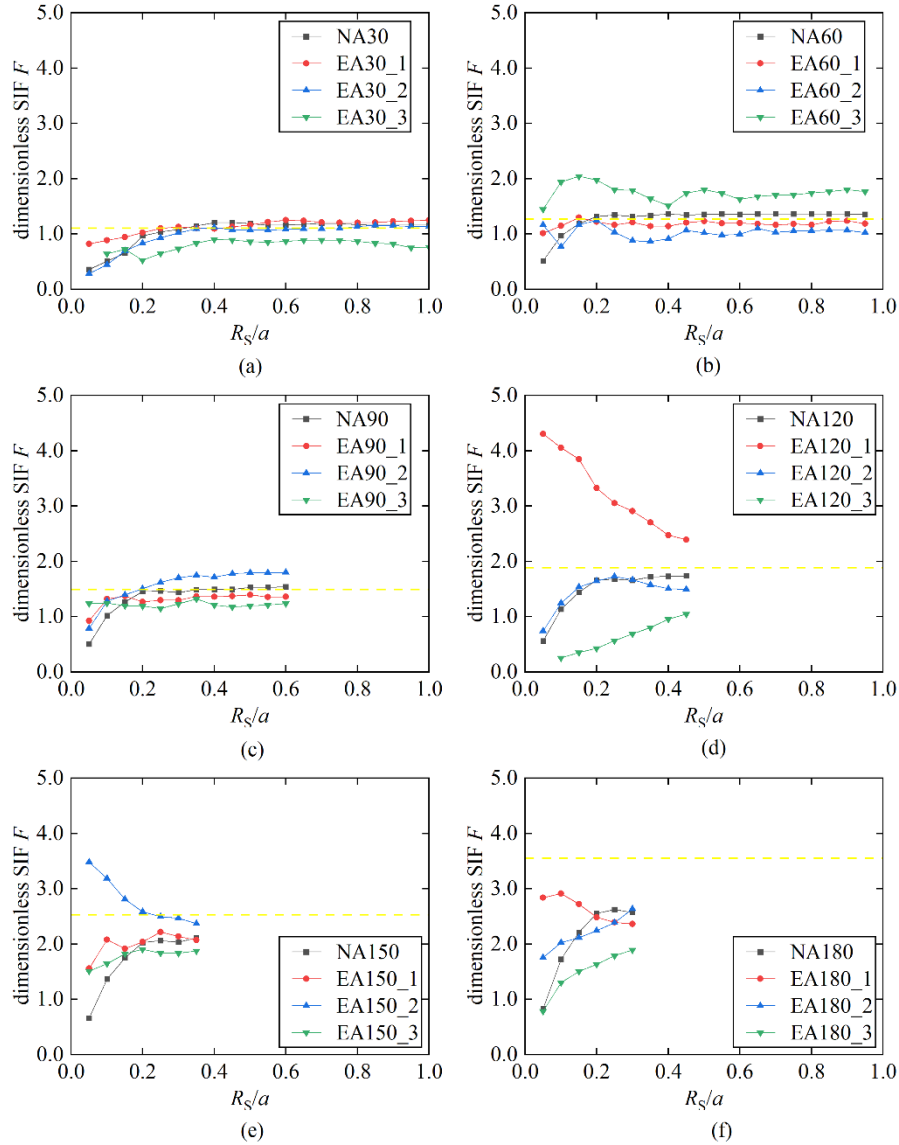 5.0
4.0
3.0
2.0
1.0
0.0
dimensionless SIF F
NA30
EA30_1
EA30_2
EA30_3
0.0 0.2 0.4 0.6 0.8 1.0
RS/a
(a)
5.0
4.0
3.0
2.0
1.0
0.0
dimensionless SIF F
NA60
EA60_1
EA60_2
EA60_3
0.0 0.2 0.4 0.6 0.8 1.0
RS/a
(b)
5.0
4.0
3.0
2.0
1.0
0.0
dimensionless SIF F
NA90
EA90_1
EA90_2
EA90_3
0.0 0.2 0.4 0.6 0.8 1.0
RS/a
(c)
5.0
4.0
3.0
2.0
1.0
0.0
dimensionless SIF F
NA120
EA120_1
EA120_2
EA120_3
0.0 0.2 0.4 0.6 0.8 1.0
RS/a
(d)
5.0
4.0
3.0
2.0
1.0
0.0
dimensionless SIF F
NA150
EA150_1
EA150_2
EA150_3
0.0 0.2 0.4 0.6 0.8 1.0
RS/a
(e)
5.0
4.0
3.0
2.0
1.0
0.0
dimensionless SIF F
NA180
EA180_1
EA180_2
EA180_3
0.0 0.2 0.4 0.6 0.8 1.0
RS/a
(f)